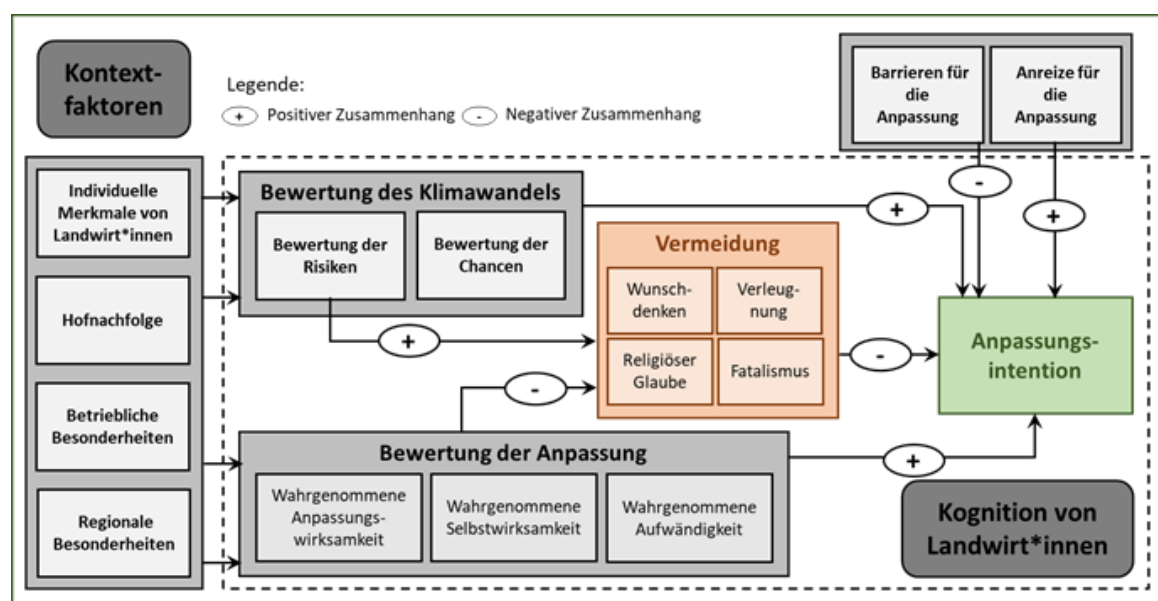 Kontext-
faktoren
Legende:
+ Positiver Zusammenhang - Negativer Zusammenhang
Barrieren für
die
Anpassung
Anreize für
die
Anpassung
-
+
Individuelle
Merkmale von
Landwirt*innen
Hofnachfolge
Betriebliche
Besonderheiten
Regionale
Besonderheiten
Bewertung des Klimawandels
Bewertung der
Risiken
Bewertung der
Chancen
+
+
Vermeidung
Wunsch-
denken
Verleug-
nung
Religiöser
Glaube
Fatalismus
-
-
Anpassungs-
intention
Bewertung der Anpassung
Wahrgenommene
Anpassungs-
wirksamkeit
Wahrgenommene
Selbstwirksamkeit
Wahrgenommene
Aufwändigkeit
+
Kognition von
Landwirt*innen